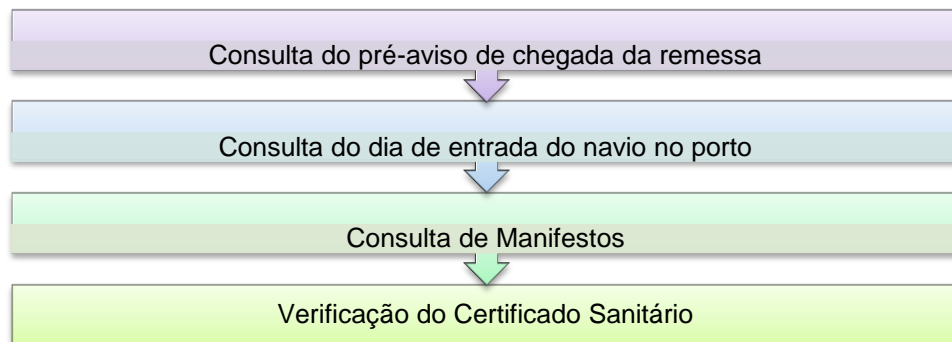 Consulta do pré-aviso de chegada da remessa
Consulta do dia de entrada do navio no porto
Consulta de Manifestos
Verificação do Certificado Sanitário